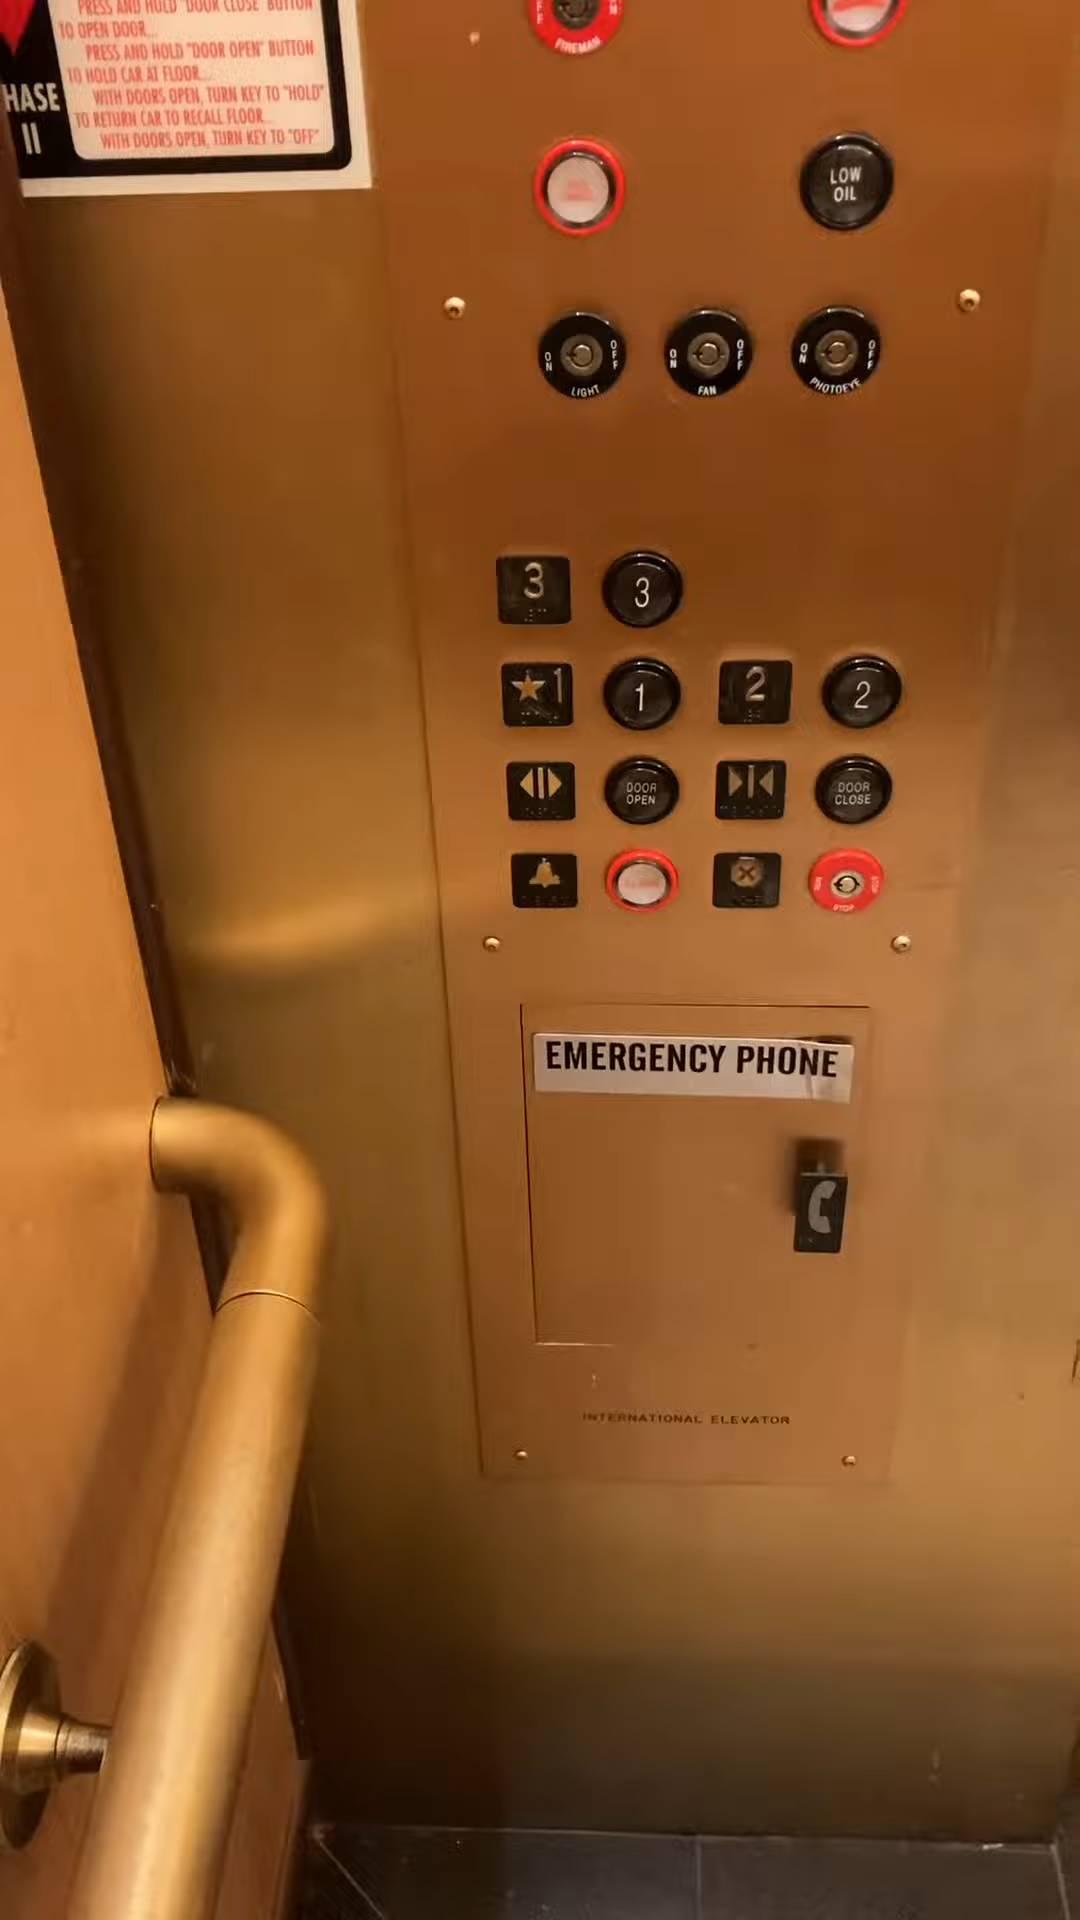 PRESS AND HOLD "DOOR CLOSE" BUTTON
TO OPEN DOOR...
PRESS AND HOLD "DOOR OPEN" BUTTON
TO HOLD CAR AT FLOOR...
WITH DOORS OPEN, TURN KEY TO "HOLD"
TO RETURN CAR TO RECALL FLOOR...
WITH DOORS OPEN, TURN KEY TO "OFF"
HASE
II
FIREMAN
LOW
OIL
ON OFF
LIGHT
ON OFF
FAN
ON OFF
PHOTOEYE
3 3
★1 1 2 2
DOOR
OPEN
DOOR
CLOSE
STOP
STOP
EMERGENCY PHONE
INTERNATIONAL ELEVATOR